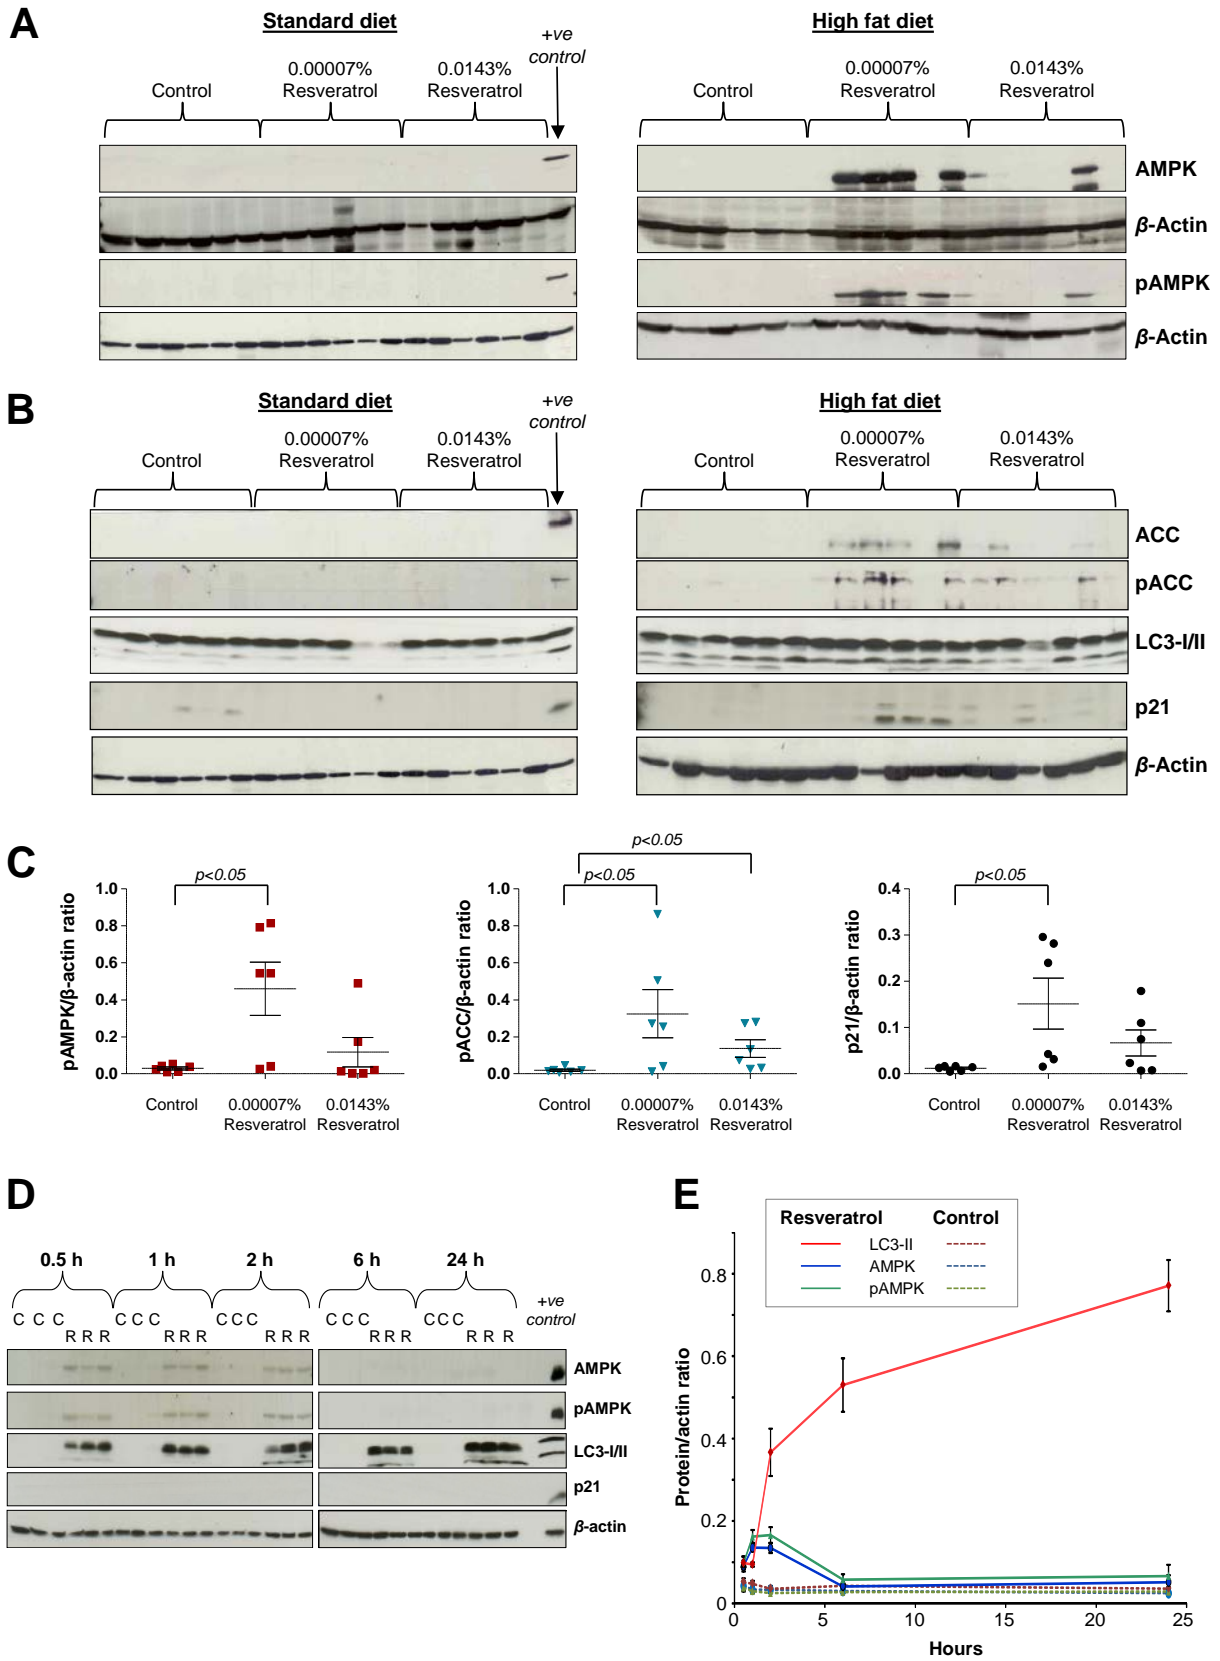 A
Standard diet
High fat diet
+ve
control
0.00007%
Resveratrol
0.0143%
Resveratrol
Control
0.00007%
Resveratrol
0.0143%
Resveratrol
Control
AMPK
β-Actin
pAMPK
β-Actin
B
Standard diet
High fat diet
+ve
control
0.00007%
Resveratrol
0.0143%
Resveratrol
Control
0.00007%
Resveratrol
0.0143%
Resveratrol
Control
ACC
pACC
LC3-I/II
p21
β-Actin
C
p<0.05
pAMPK/β-actin ratio
1.0
0.8
0.6
0.4
0.2
0.0
Control
0.00007%
Resveratrol
0.0143%
Resveratrol
p<0.05
p<0.05
pACC/β-actin ratio
1.0
0.8
0.6
0.4
0.2
0.0
Control
0.00007%
Resveratrol
0.0143%
Resveratrol
p<0.05
p21/β-actin ratio
0.4
0.3
0.2
0.1
0.0
Control
0.00007%
Resveratrol
0.0143%
Resveratrol
D
0.5 h 1 h 2 h 6 h 24 h
+ve
control
C C C C C C C C C C C C C C C
R R R R R R R R R R R R R R R
AMPK
pAMPK
LC3-I/II
p21
β-actin
E
Resveratrol Control
LC3-II
AMPK
pAMPK
Protein/actin ratio
0.8
0.6
0.4
0.2
0
0 5 10 15 20 25
Hours